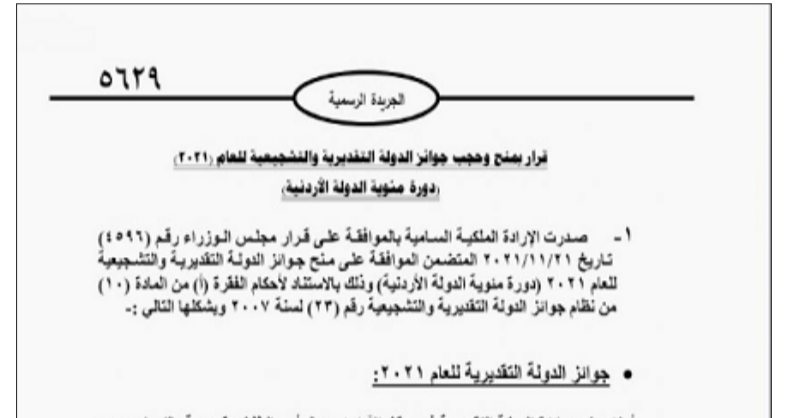 ٥٦٢٩
الجريدة الرسمية
قرار بمنح وحجب جوائز الدولة التقديرية والتشجيعية للعام (٢٠٢١)
(دورة مئوية الدولة الأردنية)
١- صدرت الإرادة الملكية السامية بالموافقة على قرار مجلس الوزراء رقم (٤٥٩٦)
تاريخ ٢٠٢١/١١/٢١ المتضمن الموافقة على منح جوائز الدولة التقديرية والتشجيعية
للعام ٢٠٢١ (دورة مئوية الدولة الأردنية) وذلك بالاستناد لأحكام الفقرة (أ) من المادة (١٠)
من نظام جوائز الدولة التقديرية والتشجيعية رقم (٢٣) لسنة ٢٠٠٧ وبشكلها التالي :-
• جوائز الدولة التقديرية للعام ٢٠٢١: